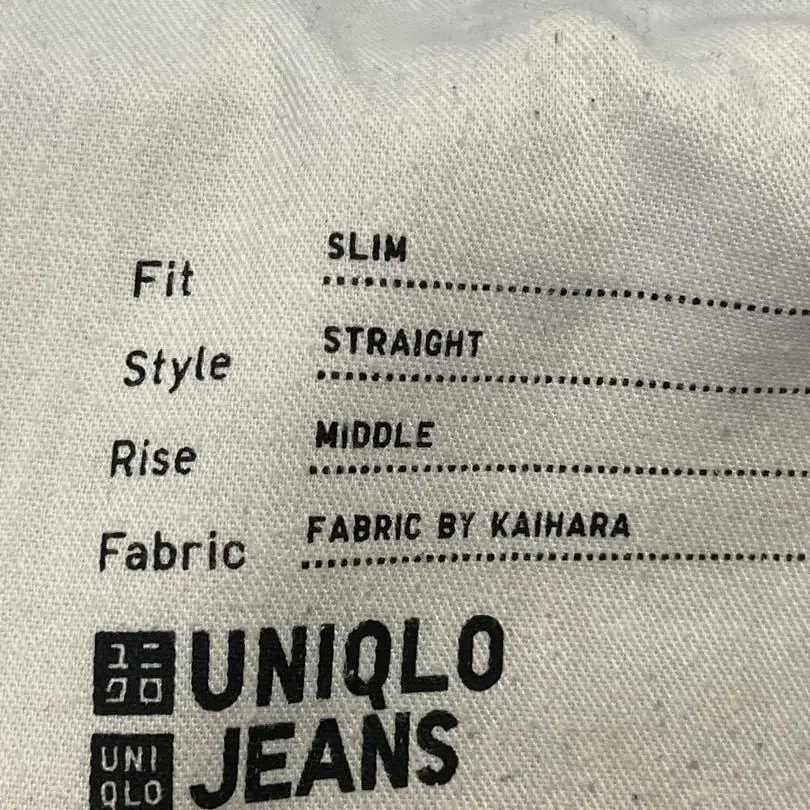 Fit SLIM
Style STRAIGHT
Rise MIDDLE
Fabric FABRIC BY KAIHARA
ユニ
クロ
UNIQLO
JEANS
UNI
QLO